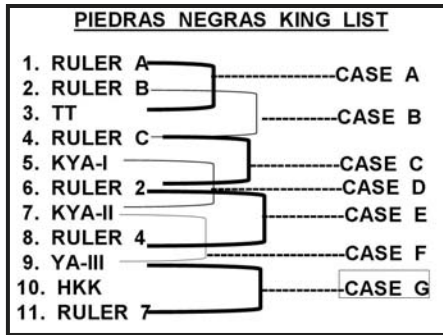 PIEDRAS NEGRAS KING LIST
1. RULER A
2. RULER B
3. TT
4. RULER C
5. KYA-I
6. RULER 2
7. KYA-II
8. RULER 4
9. YA-III
10. HKK
11. RULER 7
CASE A
CASE B
CASE C
CASE D
CASE E
CASE F
CASE G